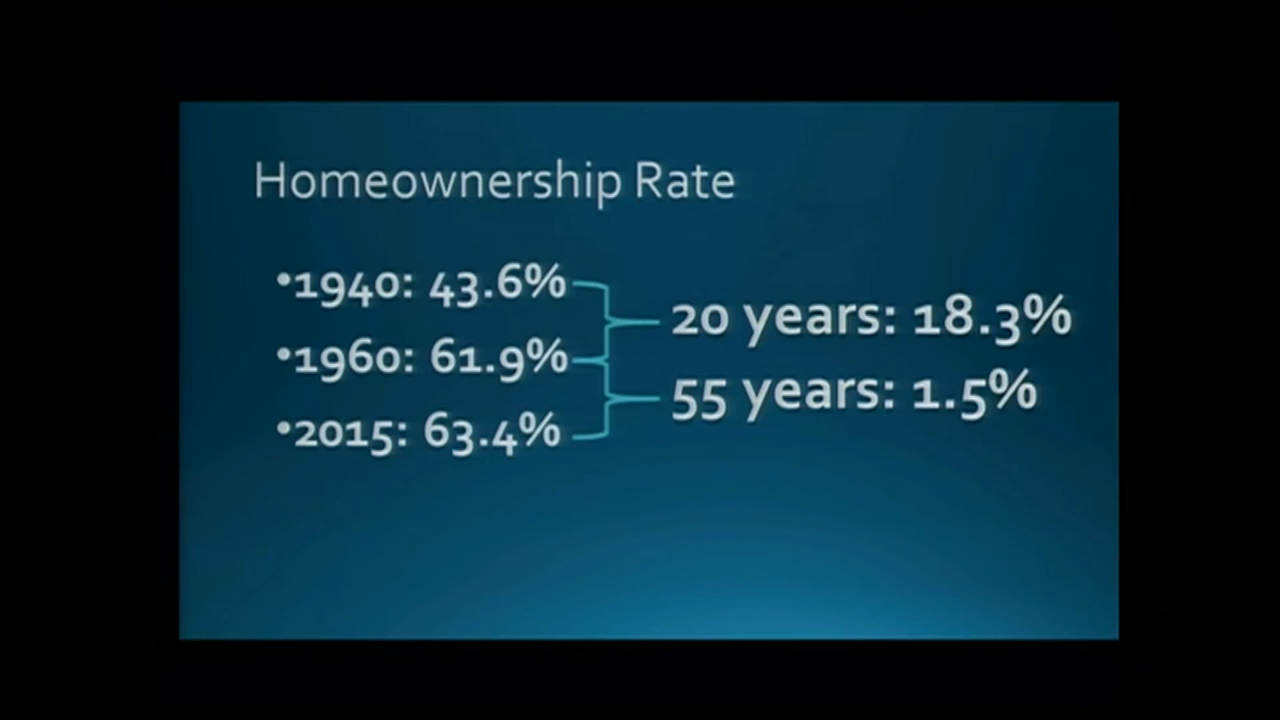 Homeownership Rate
•1940: 43.6%
•1960: 61.9%
•2015: 63.4%
20 years: 18.3%
55 years: 1.5%